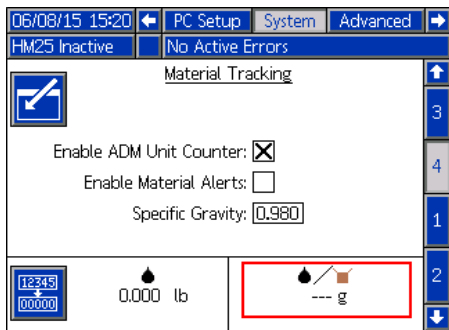 06/08/15 15:20 PC Setup System Advanced
HM25 Inactive No Active Errors
Material Tracking
3
Enable ADM Unit Counter:
4
Enable Material Alerts:
Specific Gravity: 0.980
1
2
12345
00000
0.000 lb
--- g